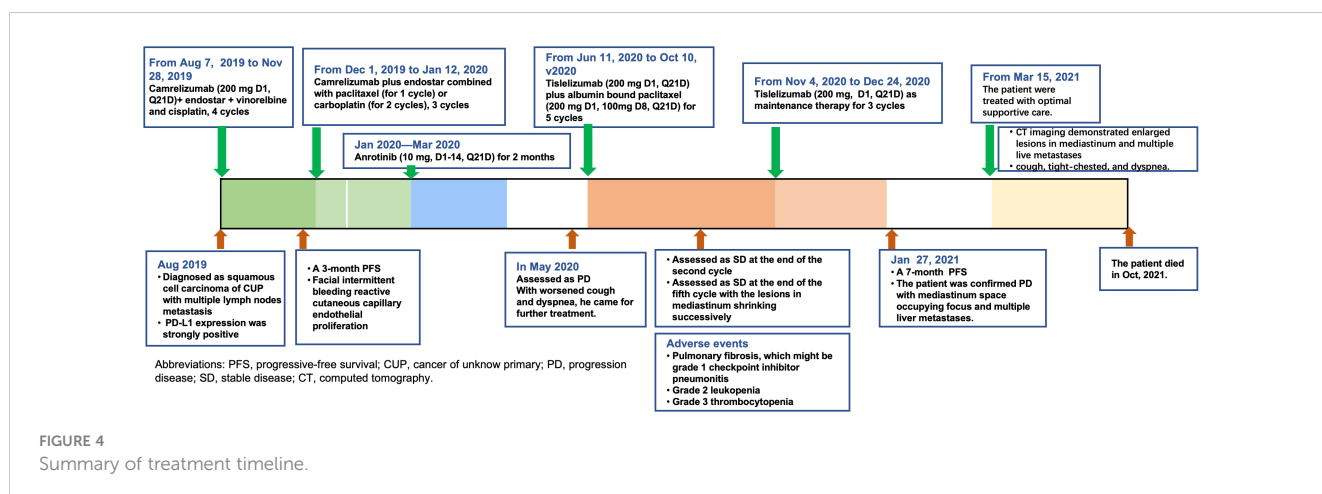 From Aug 7, 2019 to Nov
28, 2019
Camrelizumab (200 mg D1,
Q21D)+ endostar + vinorelbine
and cisplatin, 4 cycles
From Dec 1, 2019 to Jan 12, 2020
Camrelizumab plus endostar combined
with paclitaxel (for 1 cycle) or
carboplatin (for 2 cycles), 3 cycles
Jan 2020—Mar 2020
Anrotinib (10 mg, D1-14, Q21D) for 2 months
From Jun 11, 2020 to Oct 10,
v2020
Tislelizumab (200 mg D1, Q21D)
plus albumin bound paclitaxel
(200 mg D1, 100mg D8, Q21D) for
5 cycles
From Nov 4, 2020 to Dec 24, 2020
Tislelizumab (200 mg, D1, Q21D) as
maintenance therapy for 3 cycles
From Mar 15, 2021
The patient were
treated with optimal
supportive care.
• CT imaging demonstrated enlarged
lesions in mediastinum and multiple
live metastases
• cough, tight-chested, and dyspnea.
Aug 2019
• Diagnosed as squamous
cell carcinoma of CUP
with multiple lymph nodes
metastasis
• PD-L1 expression was
strongly positive
• A 3-month PFS
• Facial intermittent
bleeding reactive
cutaneous capillary
endothelial
proliferation
In May 2020
Assessed as PD
With worsened cough
and dyspnea, he came for
further treatment.
• Assessed as SD at the end of the
second cycle
• Assessed as SD at the end of the
fifth cycle with the lesions in
mediastinum shrinking
successively
Adverse events
• Pulmonary fibrosis, which might be
grade 1 checkpoint inhibitor
pneumonitis
• Grade 2 leukopenia
• Grade 3 thrombocytopenia
Jan 27, 2021
• A 7-month PFS
• The patient was confirmed PD
with mediastinum space
occupying focus and multiple
liver metastases.
The patient died
in Oct, 2021.
Abbreviations: PFS, progressive-free survival; CUP, cancer of unknow primary; PD, progression
disease; SD, stable disease; CT, computed tomography.
FIGURE 4
Summary of treatment timeline.